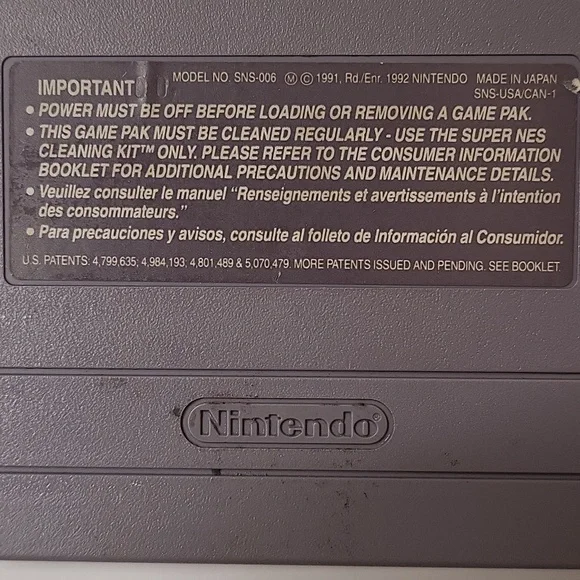 IMPORTANT
MODEL NO. SNS-006 Ⓜ © 1991, Rd./Enr. 1992 NINTENDO MADE IN JAPAN
SNS-USA/CAN-1
• POWER MUST BE OFF BEFORE LOADING OR REMOVING A GAME PAK.
• THIS GAME PAK MUST BE CLEANED REGULARLY - USE THE SUPER NES
CLEANING KIT™ ONLY. PLEASE REFER TO THE CONSUMER INFORMATION
BOOKLET FOR ADDITIONAL PRECAUTIONS AND MAINTENANCE DETAILS.
• Veuillez consulter le manuel “Renseignements et avertissements à l’intention
des consommateurs.”
• Para precauciones y avisos, consulte al folleto de Información al Consumidor.
U.S. PATENTS: 4,799,635; 4,984,193; 4,801,489 & 5,070,479. MORE PATENTS ISSUED AND PENDING. SEE BOOKLET.
Nintendo®